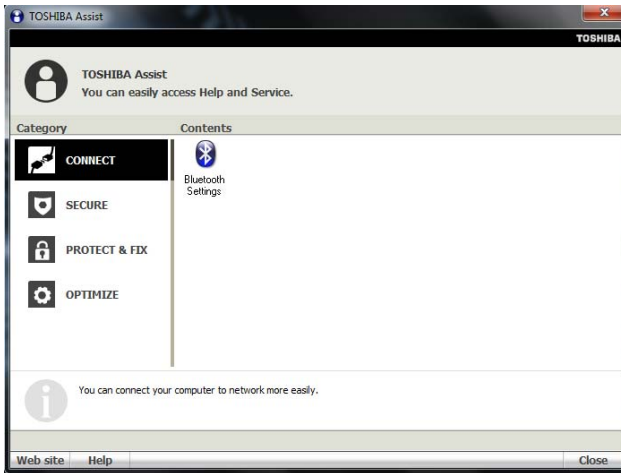 TOSHIBA Assist
TOSHIBA
TOSHIBA Assist
You can easily access Help and Service.
Category
Contents
CONNECT
SECURE
PROTECT & FIX
OPTIMIZE
Bluetooth
Settings
You can connect your computer to network more easily.
Web site
Help
Close